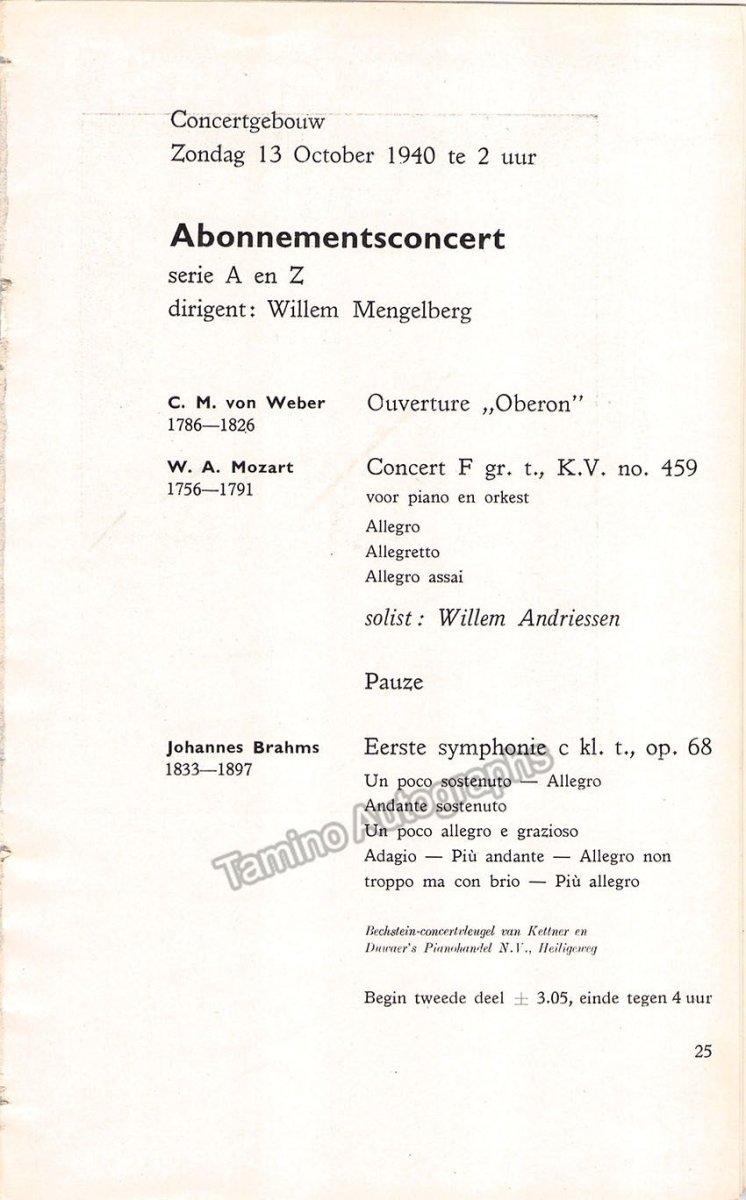 Concertgebouw
Zondag 13 October 1940 te 2 uur
Abonnementsconcert
serie A en Z
dirigent: Willem Mengelberg
C. M. von Weber Ouverture „Oberon”
1786—1826
W. A. Mozart Concert F gr. t., K.V. no. 459
1756—1791 voor piano en orkest
Allegro
Allegretto
Allegro assai
solist: Willem Andriessen
Pauze
Johannes Brahms Eerste symphonie c kl. t., op. 68
1833—1897
Un poco sostenuto — Allegro
Andante sostenuto
Un poco allegro e grazioso
Adagio — Più andante — Allegro non
troppo ma con brio — Più allegro
Tamino Autographs
Bechstein-concertvleugel van Kettner en
Duwaer's Pianohandel N.V., Heiligeweg
Begin tweede deel ± 3.05, einde tegen 4 uur
25